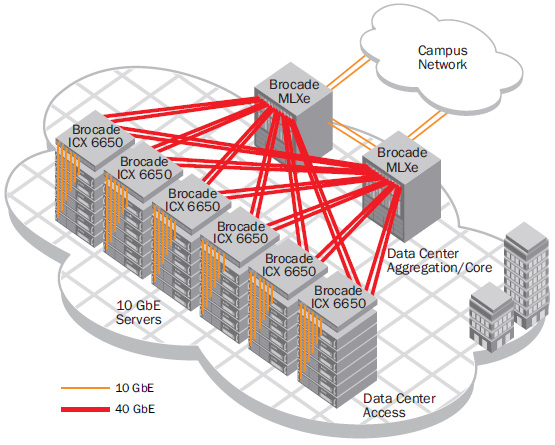 Campus
Network
Brocade
MLXe
Brocade
MLXe
Brocade
ICX 6650
Brocade
ICX 6650
Brocade
ICX 6650
Brocade
ICX 6650
Brocade
ICX 6650
Brocade
ICX 6650
Data Center
Aggregation/Core
10 GbE
Servers
Data Center
Access
10 GbE
40 GbE